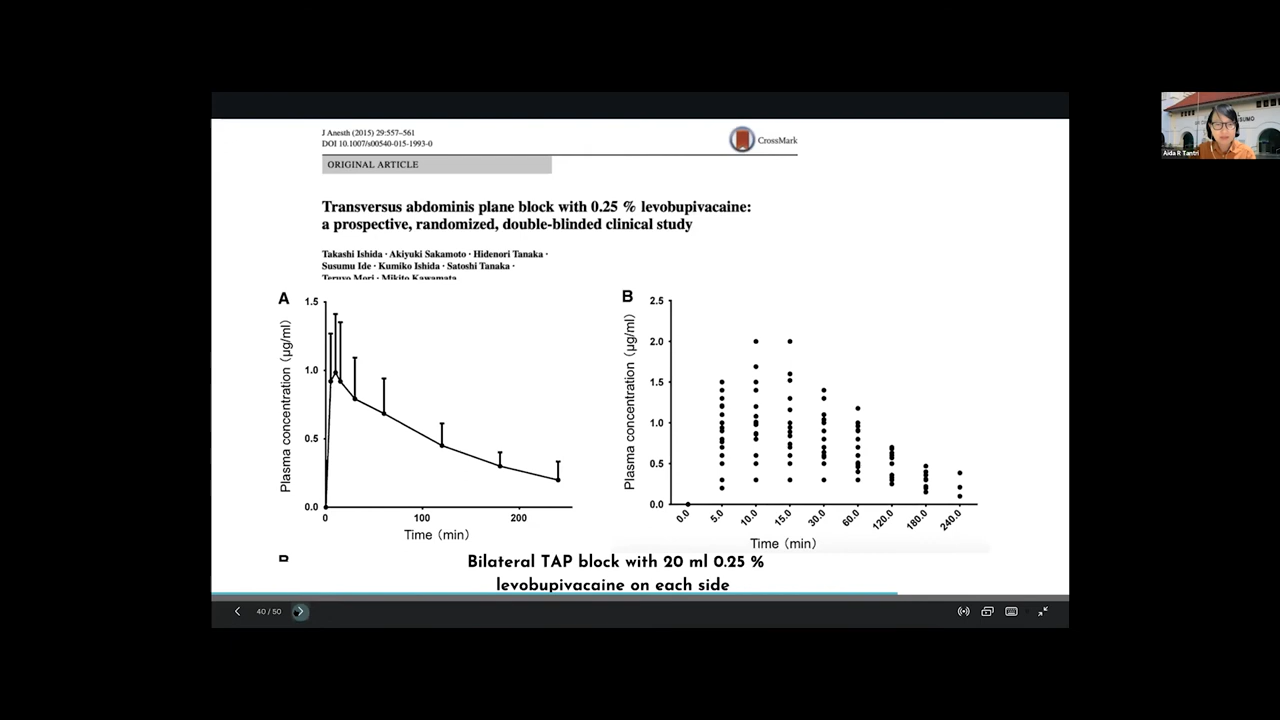 J Anesth (2015) 29:557–561
DOI 10.1007/s00540-015-1993-0
CrossMark
ORIGINAL ARTICLE
Transversus abdominis plane block with 0.25 % levobupivacaine:
a prospective, randomized, double-blinded clinical study
Takashi Ishida · Akiyuki Sakamoto · Hidenori Tanaka ·
Susumu Ide · Kumiko Ishida · Satoshi Tanaka ·
Teruyo Mori · Mikito Kawamata
A
Plasma concentration (µg/ml)
1.5
1.0
0.5
0.0
0
100
200
Time (min)
B
Plasma concentration (µg/ml)
2.5
2.0
1.5
1.0
0.5
0.0
0.0
5.0
10.0
15.0
30.0
60.0
120.0
180.0
240.0
Time (min)
Bilateral TAP block with 20 ml 0.25 %
levobupivacaine on each side
40 / 50
Aida R Tantri